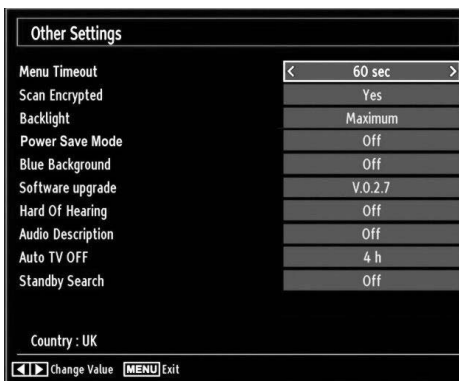 Other Settings
Menu Timeout < 60 sec >
Scan Encrypted Yes
Backlight Maximum
Power Save Mode Off
Blue Background Off
Software upgrade V.0.2.7
Hard Of Hearing Off
Audio Description Off
Auto TV OFF 4 h
Standby Search Off
Country : UK
Change Value MENU Exit